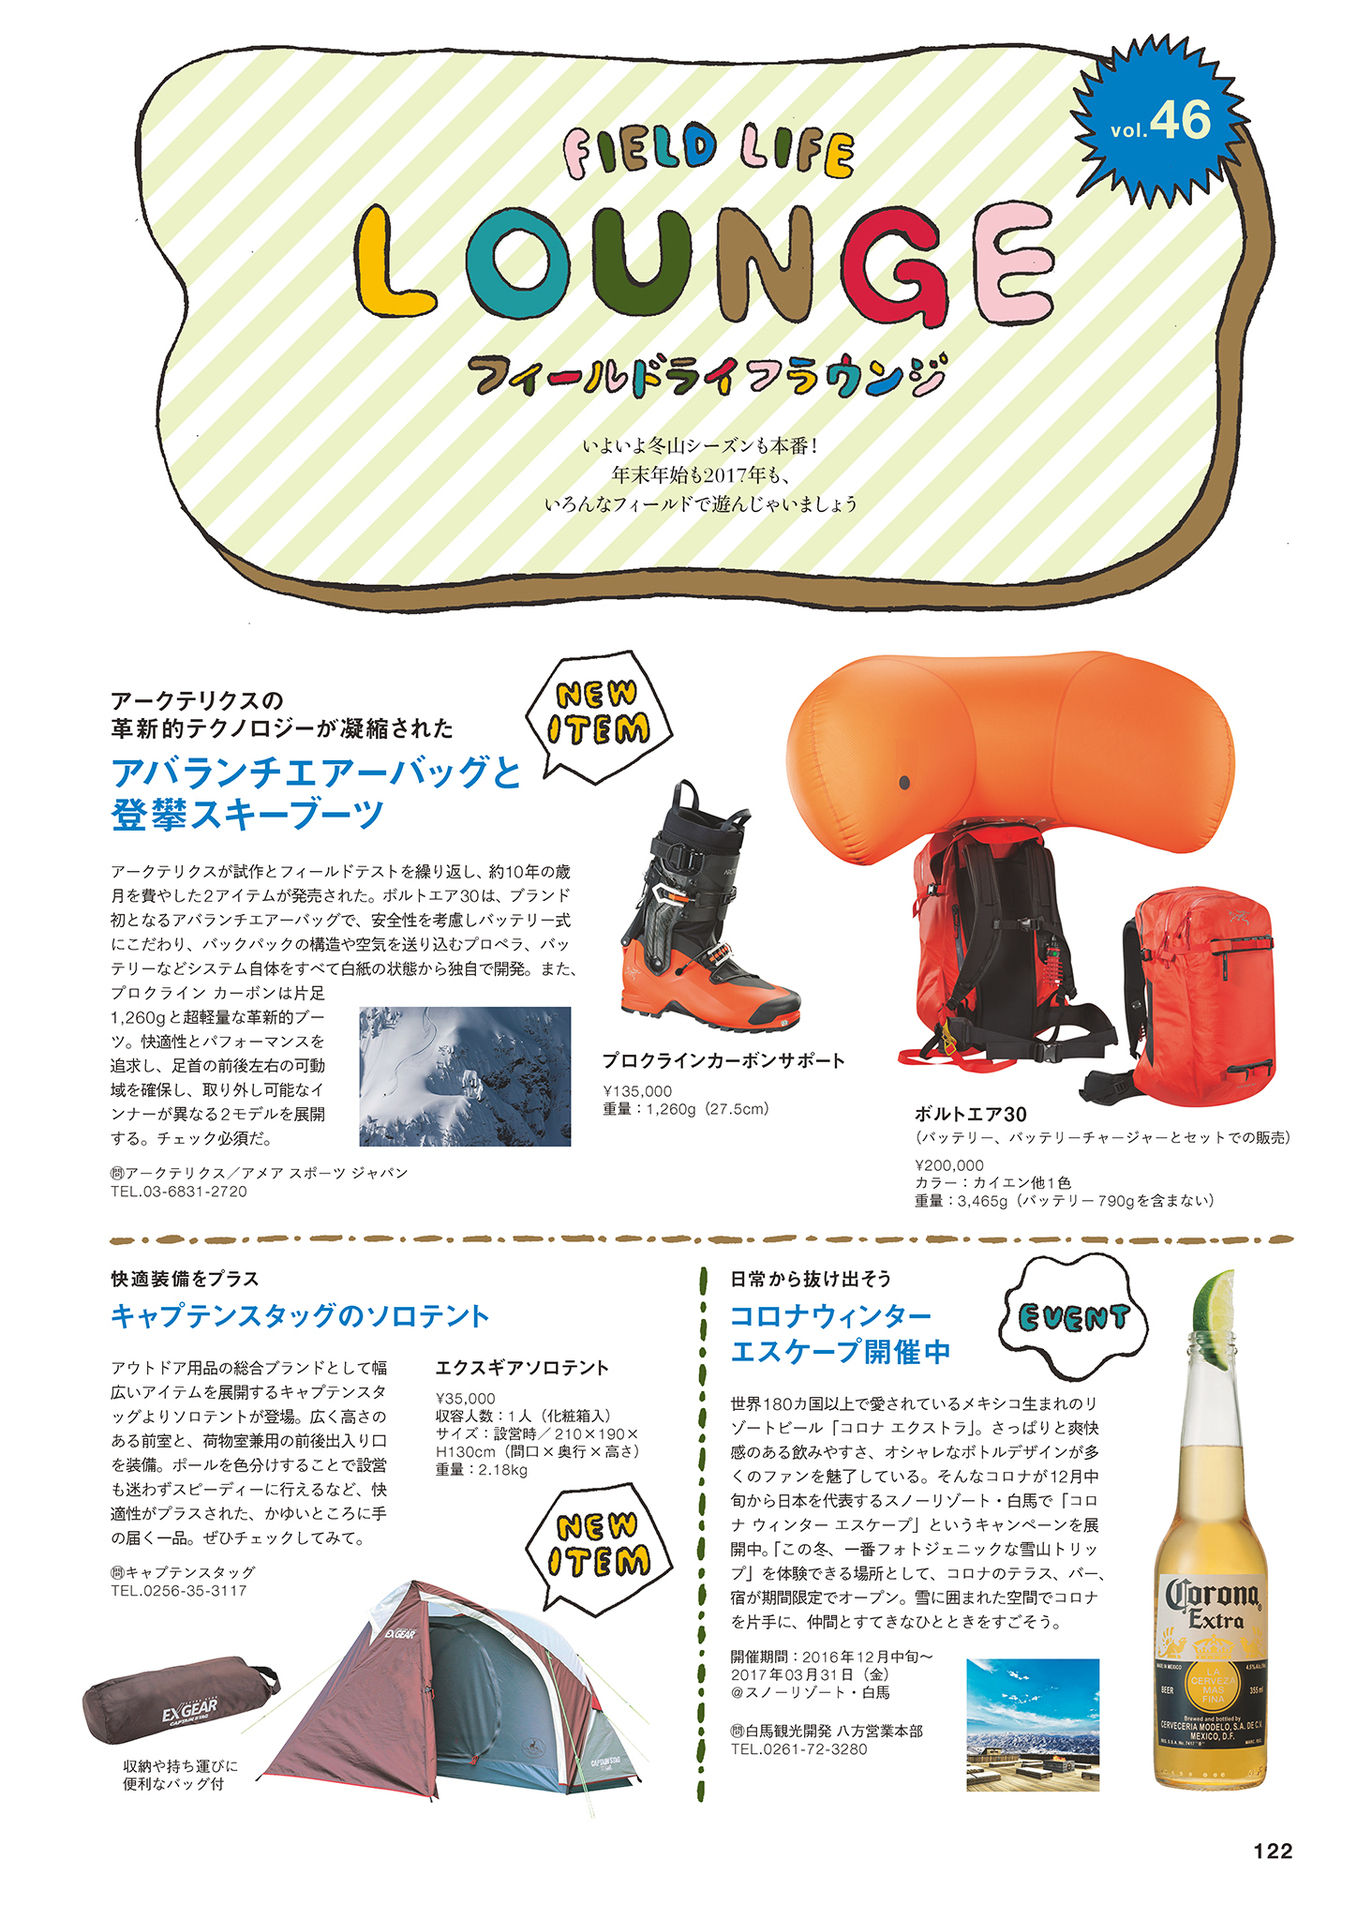 vol.46
FIELD LIFE
LOUNGE
フィールドライフラウンジ
いよいよ冬山シーズンも本番！
年末年始も2017年も、
いろんなフィールドで遊んじゃいましょう
アークテリクスの
革新的テクノロジーが凝縮された
アバランチエアーバッグと
登攀スキーブーツ
NEW
ITEM
アークテリクスが試作とフィールドテストを繰り返し、約10年の歳
月を費やした2アイテムが発売された。ボルトエア30は、ブランド
初となるアバランチエアーバッグで、安全性を考慮しバッテリー式
にこだわり、バックパックの構造や空気を送り込むプロペラ、バッ
テリーなどシステム自体をすべて白紙の状態から独自で開発。また、
プロクライン カーボンは片足
1,260gと超軽量な革新的ブー
ツ。快適性とパフォーマンスを
追求し、足首の前後左右の可動
域を確保し、取り外し可能なイ
ンナーが異なる2モデルを展開
する。チェック必須だ。
㉄アークテリクス／アメア スポーツ ジャパン
TEL.03-6831-2720
プロクラインカーボンサポート
¥135,000
重量：1,260g（27.5cm）
ボルトエア30
（バッテリー、バッテリーチャージャーとセットでの販売）
¥200,000
カラー：カイエン他1色
重量：3,465g（バッテリー790gを含まない）
快適装備をプラス
キャプテンスタッグのソロテント
アウトドア用品の総合ブランドとして幅
広いアイテムを展開するキャプテンスタ
ッグよりソロテントが登場。広く高さの
ある前室と、荷物室兼用の前後出入り口
を装備。ポールを色分けすることで設営
も迷わずスピーディーに行えるなど、快
適性がプラスされた、かゆいところに手
の届く一品。ぜひチェックしてみて。
㉄キャプテンスタッグ
TEL.0256-35-3117
エクスギアソロテント
¥35,000
収容人数：1人（化粧箱入）
サイズ：設営時／210×190×
H130cm（間口×奥行×高さ）
重量：2.18kg
NEW
ITEM
EXGEAR
CAPTAIN STAG
EXGEAR
CAPTAIN STAG
収納や持ち運びに
便利なバッグ付
日常から抜け出そう
コロナウィンター
エスケープ開催中
EVENT
世界180カ国以上で愛されているメキシコ生まれのリ
ゾートビール「コロナ エクストラ」。さっぱりと爽快
感のある飲みやすさ、オシャレなボトルデザインが多
くのファンを魅了している。そんなコロナが12月中
旬から日本を代表するスノーリゾート・白馬で「コロ
ナ ウィンター エスケープ」というキャンペーンを展
開中。「この冬、一番フォトジェニックな雪山トリッ
プ」を体験できる場所として、コロナのテラス、バー、
宿が期間限定でオープン。雪に囲まれた空間でコロナ
を片手に、仲間とすてきなひとときをすごそう。
開催期間：2016年12月中旬～
2017年03月31日（金）
＠スノーリゾート・白馬
㉄白馬観光開発 八方営業本部
TEL.0261-72-3280
Corona
Extra
MADE IN MEXICO
4.5% Alc./Vol.
LA
CERVEZA
MAS
FINA
BEER
355 ml
Brewed and bottled by
CERVECERIA MODELO, S.A. DE C.V.
MEXICO, D.F.
122